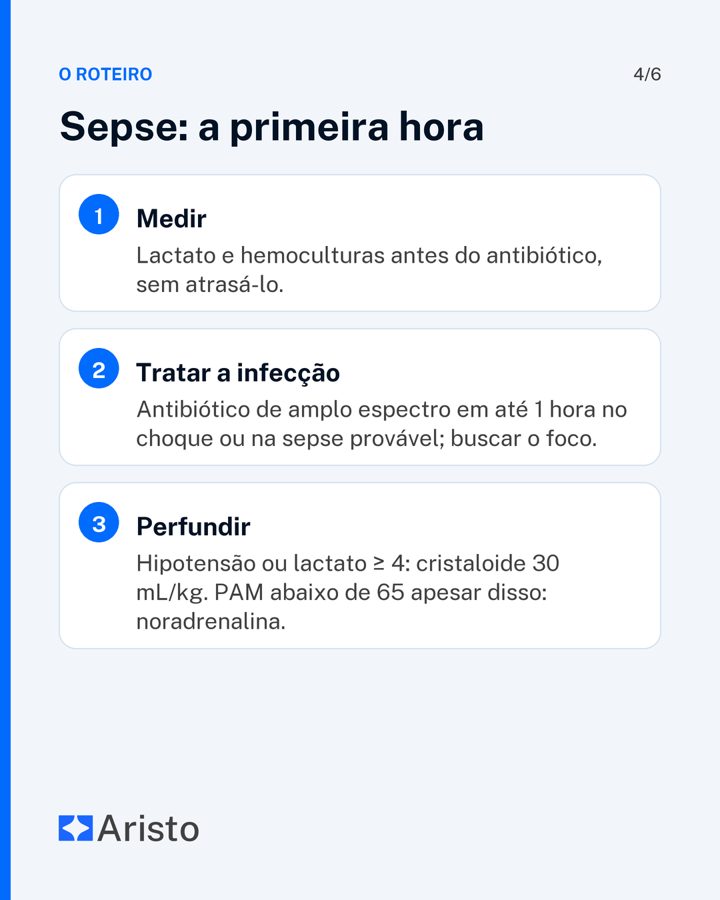 O ROTEIRO
4/6
Sepse: a primeira hora
1
Medir
Lactato e hemoculturas antes do antibiótico,
sem atrasá-lo.
2
Tratar a infecção
Antibiótico de amplo espectro em até 1 hora no
choque ou na sepse provável; buscar o foco.
3
Perfundir
Hipotensão ou lactato ≥ 4: cristaloide 30
mL/kg. PAM abaixo de 65 apesar disso:
noradrenalina.
Aristo